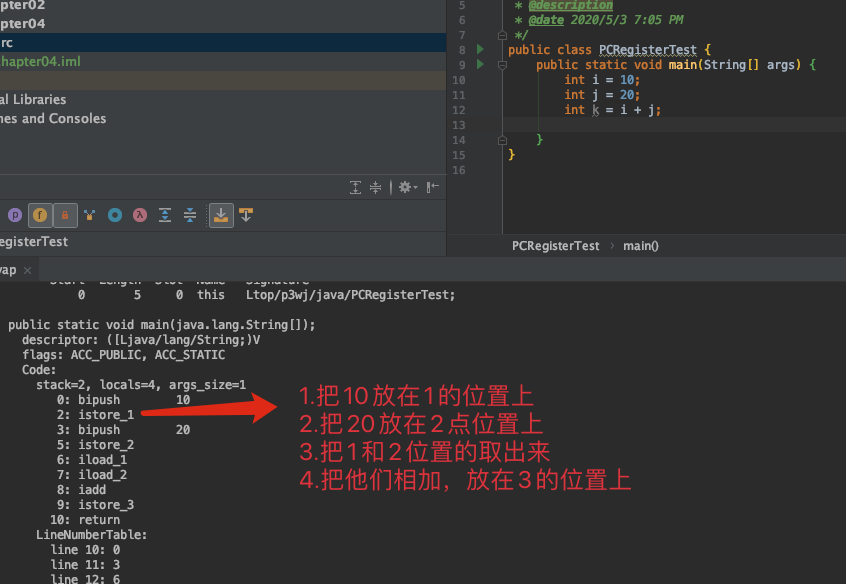 pter02
pter04
rc
hapter04.iml
al Libraries
nes and Consoles
5 * @description
6 * @date 2020/5/3 7:05 PM
7 */
8 public class PCRegisterTest {
9 public static void main(String[] args) {
10 int i = 10;
11 int j = 20;
12 int k = i + j;
13
14 }
15 }
16
egisterTest
PCRegisterTest › main()
vap ×
Start Length Slot Name Signature
0 5 0 this Ltop/p3wj/java/PCRegisterTest;
public static void main(java.lang.String[]);
descriptor: ([Ljava/lang/String;)V
flags: ACC_PUBLIC, ACC_STATIC
Code:
stack=2, locals=4, args_size=1
0: bipush 10
2: istore_1
3: bipush 20
5: istore_2
6: iload_1
7: iload_2
8: iadd
9: istore_3
10: return
LineNumberTable:
line 10: 0
line 11: 3
line 12: 6
1.把10放在1的位置上
2.把20放在2点位置上
3.把1和2位置的取出来
4.把他们相加，放在3的位置上